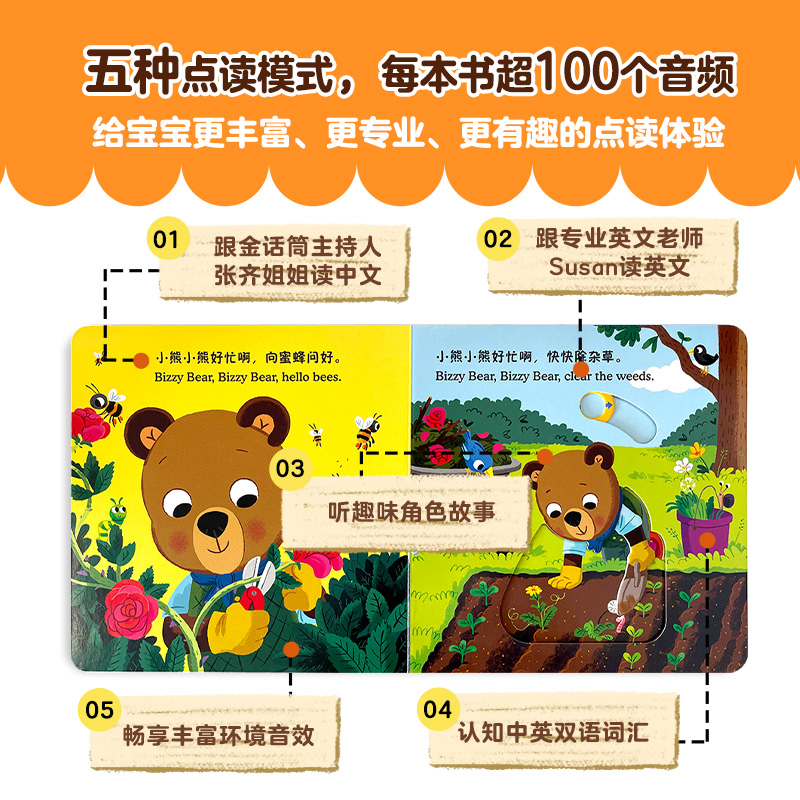 五种点读模式，每本书超100个音频
给宝宝更丰富、更专业、更有趣的点读体验
01
跟金话筒主持人
张齐姐姐读中文
02
跟专业英文老师
Susan读英文
小熊小熊好忙啊，向蜜蜂问好。
Bizzy Bear, Bizzy Bear, hello bees.
小熊小熊好忙啊，快快除杂草。
Bizzy Bear, Bizzy Bear, clear the weeds.
03
听趣味角色故事
05
畅享丰富环境音效
04
认知中英双语词汇